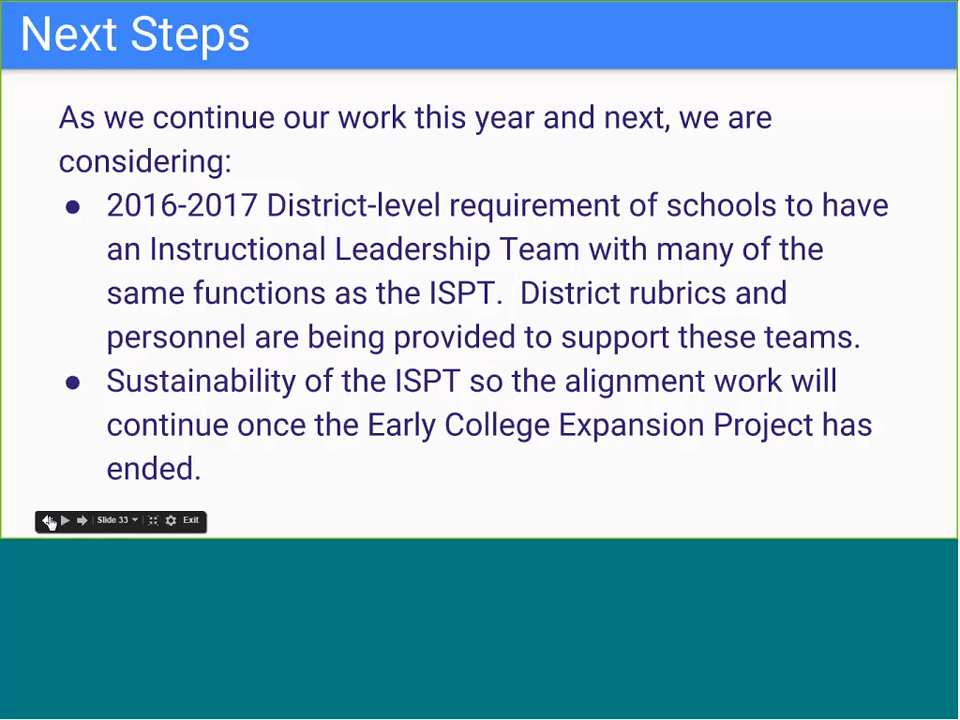 Next Steps
As we continue our work this year and next, we are
considering:
● 2016-2017 District-level requirement of schools to have
an Instructional Leadership Team with many of the
same functions as the ISPT.  District rubrics and
personnel are being provided to support these teams.
● Sustainability of the ISPT so the alignment work will
continue once the Early College Expansion Project has
ended.
Slide 33 Exit